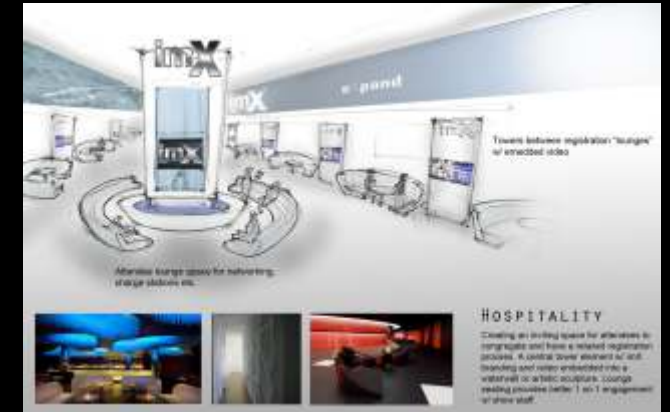 imX
imX
expand
imX
imX
imX
Towers between registration "lounges"
w/ embedded video
Attendee lounge space for networking,
charge stations etc.
HOSPITALITY
Creating an inviting space for attendees to
congregate and have a relaxed registration
process. A central tower element w/ imX
branding and video embedded into a
waterwall or artistic sculpture. Lounge
seating provides better 1 on 1 engagement
w/ show staff.